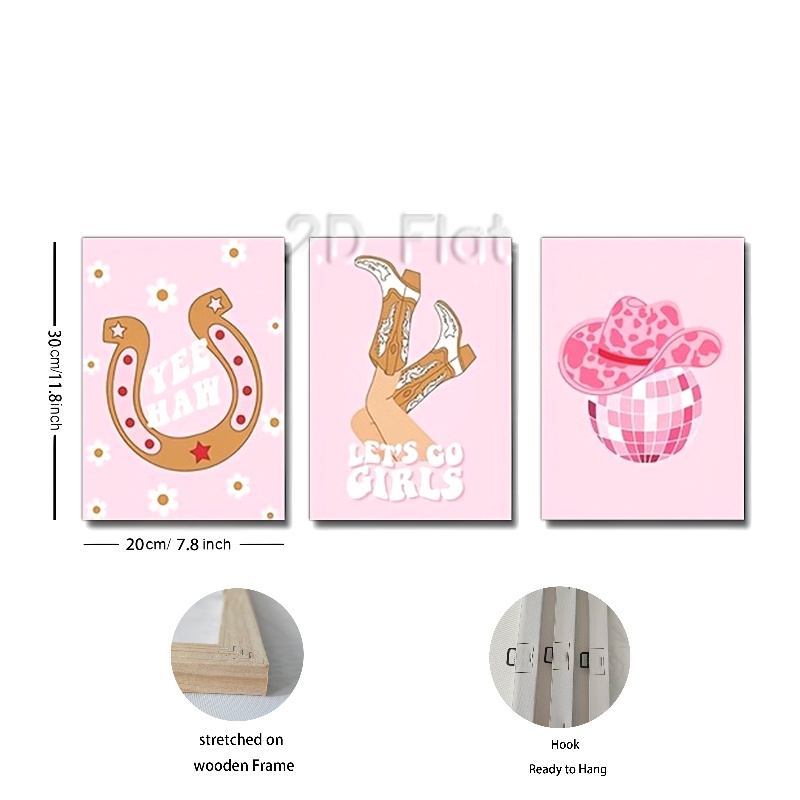 2D Flat
YEE
HAW
LET'S GO
GIRLS
30cm/11.8inch
20cm/ 7.8 inch
stretched on
wooden Frame
Hook
Ready to Hang